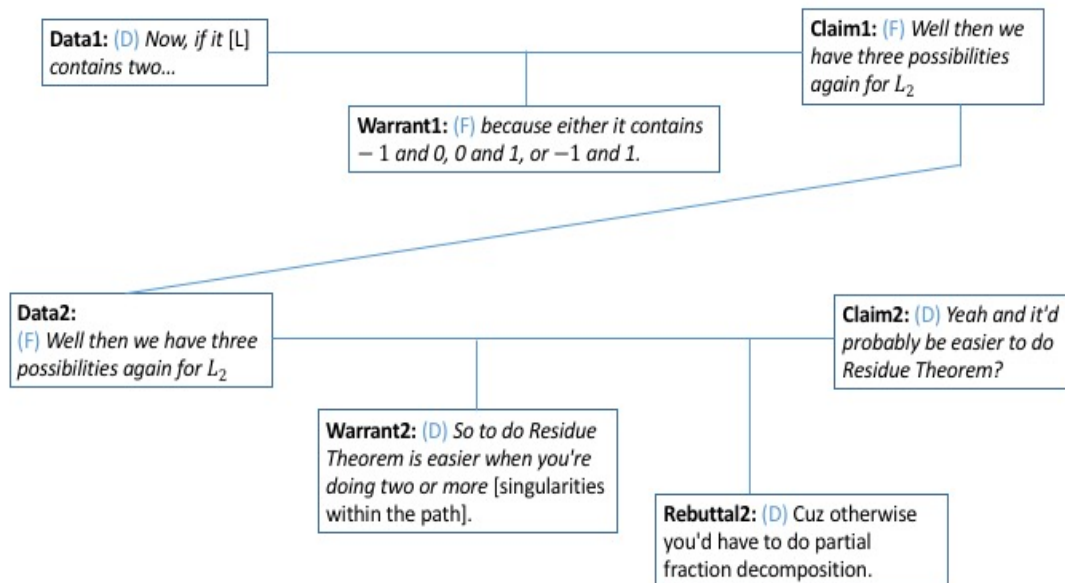 Data1: (D) Now, if it [L]
contains two...
Claim1: (F) Well then we
have three possibilities
again for L₂
Warrant1: (F) because either it contains
− 1 and 0, 0 and 1, or −1 and 1.
Data2:
(F) Well then we have three
possibilities again for L₂
Claim2: (D) Yeah and it'd
probably be easier to do
Residue Theorem?
Warrant2: (D) So to do Residue
Theorem is easier when you're
doing two or more [singularities
within the path].
Rebuttal2: (D) Cuz otherwise
you'd have to do partial
fraction decomposition.